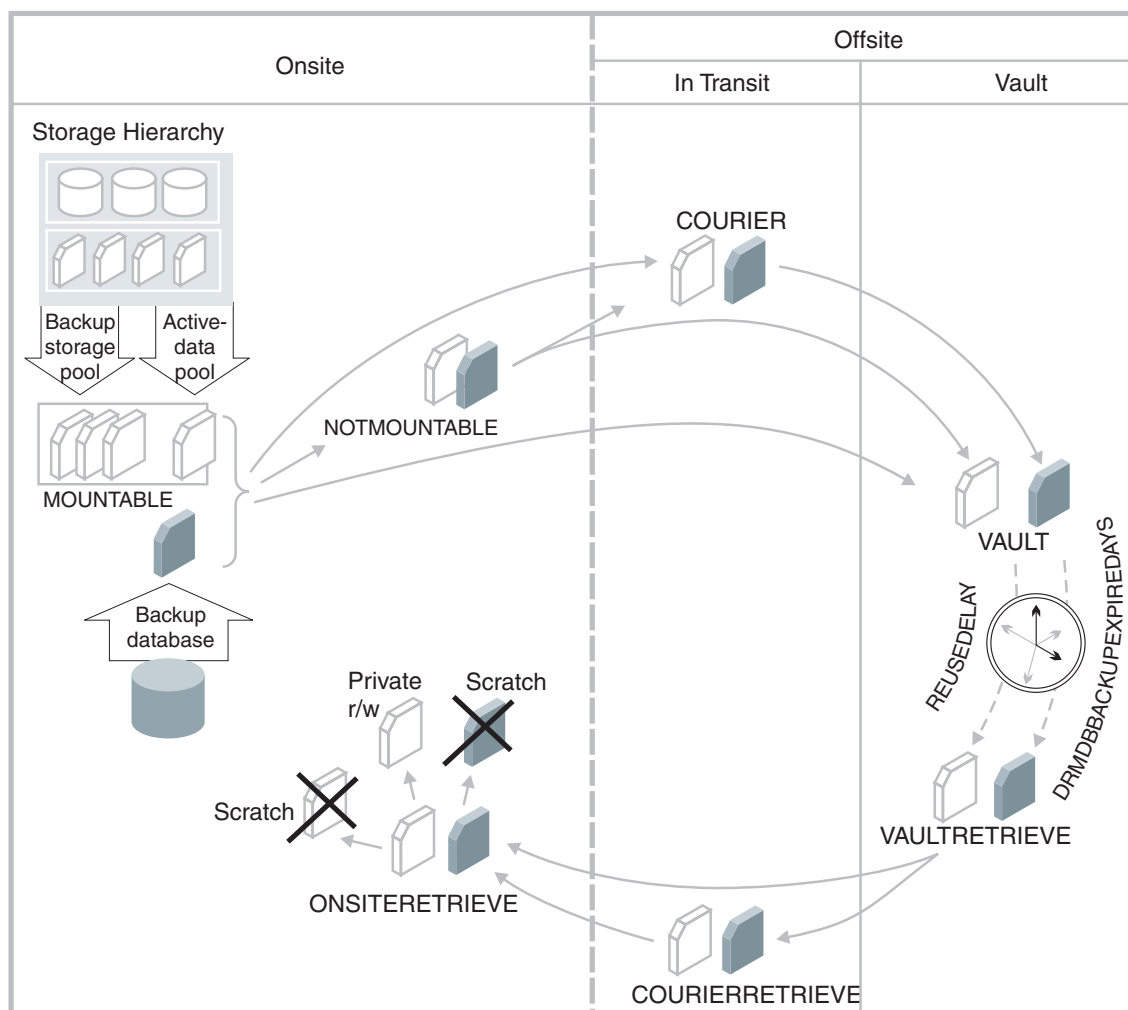 Onsite
Offsite
In Transit
Vault
Storage Hierarchy
Backup
storage
pool
Active-
data
pool
MOUNTABLE
NOTMOUNTABLE
COURIER
VAULT
Backup
database
REUSEDELAY
DRMDBBACKUPEXPIREDAYS
Private
r/w
Scratch
Scratch
ONSITERETRIEVE
VAULTRETRIEVE
COURIERRETRIEVE